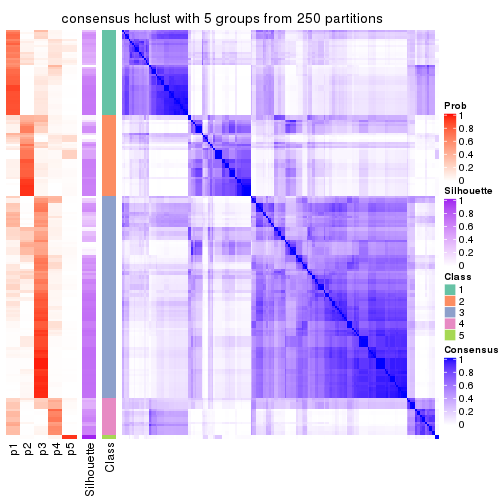 consensus hclust with 5 groups from 250 partitions
Prob
1
0.8
0.6
0.4
0.2
0
Silhouette
1
0.8
0.6
0.4
0.2
0
Class
1
2
3
4
5
Consensus
1
0.8
0.6
0.4
0.2
0
p1
p2
p3
p4
p5
Silhouette
Class